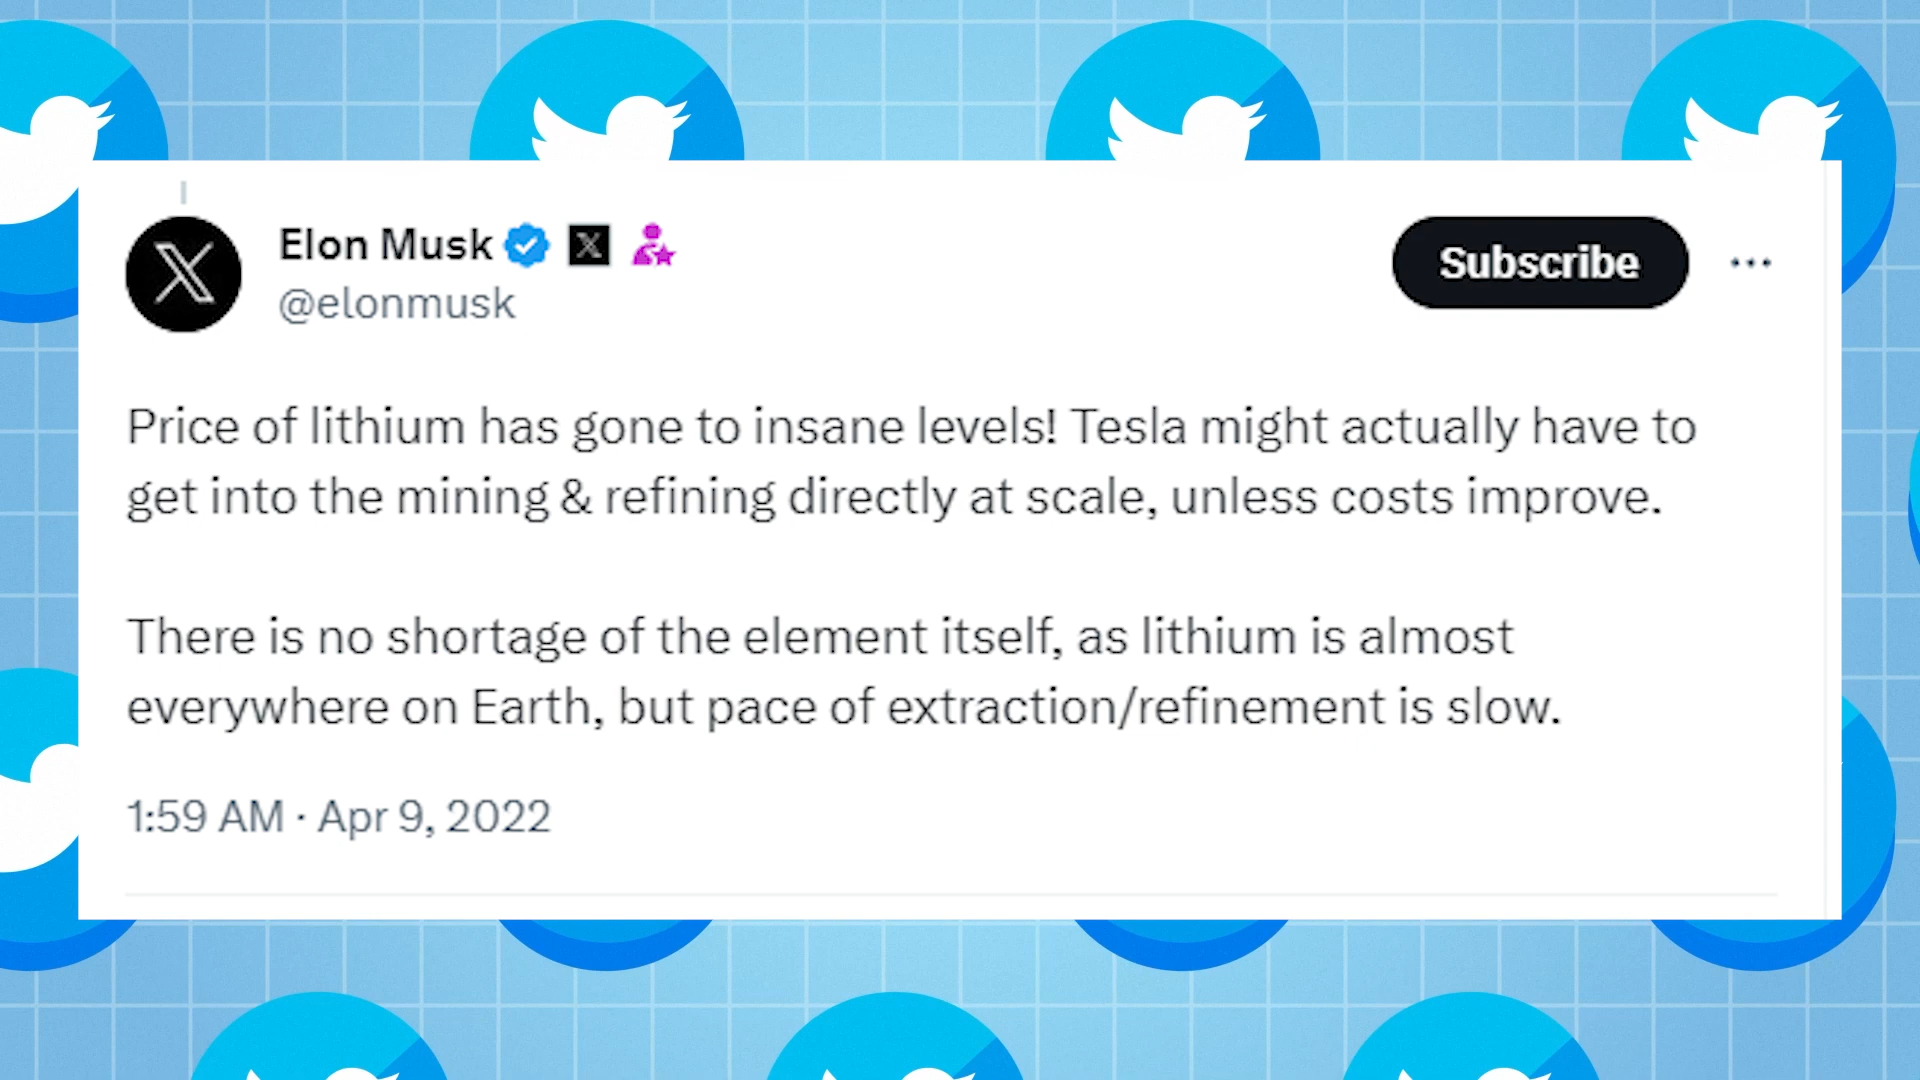 Elon Musk
@elonmusk
Subscribe
Price of lithium has gone to insane levels! Tesla might actually have to
get into the mining & refining directly at scale, unless costs improve.
There is no shortage of the element itself, as lithium is almost
everywhere on Earth, but pace of extraction/refinement is slow.
1:59 AM · Apr 9, 2022